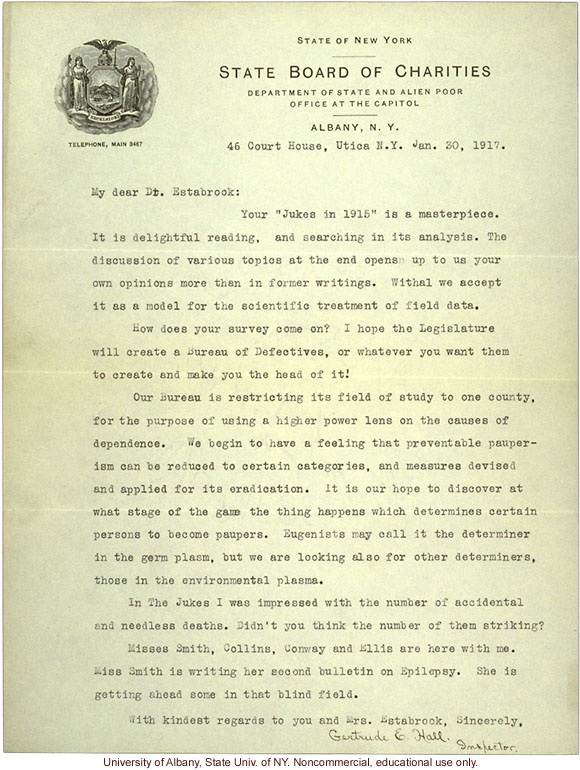 STATE OF NEW YORK
STATE BOARD OF CHARITIES
DEPARTMENT OF STATE AND ALIEN POOR
OFFICE AT THE CAPITOL
ALBANY, N. Y.
EXCELSIOR
TELEPHONE, MAIN 3467
46 Court House, Utica N.Y. Jan. 30, 1917.
My dear Dr. Estabrook:
Your "Jukes in 1915" is a masterpiece.
It is delightful reading, and searching in its analysis. The
discussion of various topics at the end opens up to us your
own opinions more than in former writings. Withal we accept
it as a model for the scientific treatment of field data.
How does your survey come on? I hope the Legislature
will create a Bureau of Defectives, or whatever you want them
to create and make you the head of it!
Our Bureau is restricting its field of study to one county,
for the purpose of using a higher power lens on the causes of
dependence. We begin to have a feeling that preventable pauper-
ism can be reduced to certain categories, and measures devised
and applied for its eradication. It is our hope to discover at
what stage of the game the thing happens which determines certain
persons to become paupers. Eugenists may call it the determiner
in the germ plasm, but we are looking also for other determiners,
those in the environmental plasma.
In The Jukes I was impressed with the number of accidental
and needless deaths. Didn't you think the number of them striking?
Misses Smith, Collins, Conway and Ellis are here with me.
Miss Smith is writing her second bulletin on Epilepsy. She is
getting ahead some in that blind field.
With kindest regards to you and Mrs. Estabrook, Sincerely,
Gertrude E. Hall.
Inspector.
University of Albany, State Univ. of NY. Noncommercial, educational use only.